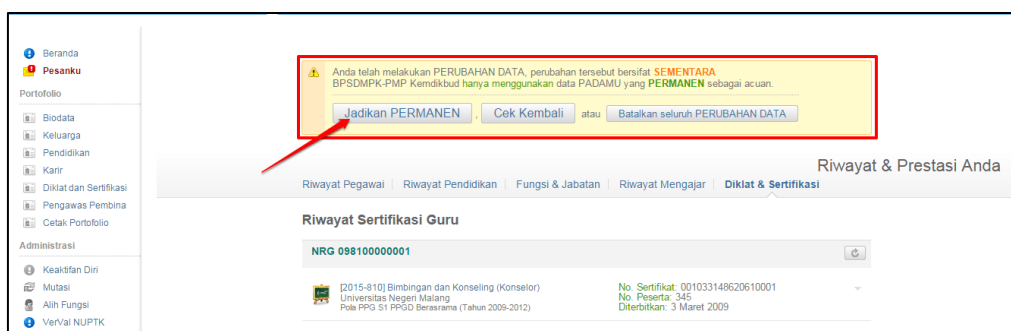 Beranda
Pesanku
Portofolio
Biodata
Keluarga
Pendidikan
Karir
Diklat dan Sertifikasi
Pengawas Pembina
Cetak Portofolio
Administrasi
Keaktifan Diri
Mutasi
Alih Fungsi
VerVal NUPTK
Anda telah melakukan PERUBAHAN DATA, perubahan tersebut bersifat SEMENTARA
BPSDMPK-PMP Kemdikbud hanya menggunakan data PADAMU yang PERMANEN sebagai acuan.
Jadikan PERMANEN , Cek Kembali atau Batalkan seluruh PERUBAHAN DATA
Riwayat & Prestasi Anda
Riwayat Pegawai Riwayat Pendidikan Fungsi & Jabatan Riwayat Mengajar Diklat & Sertifikasi
Riwayat Sertifikasi Guru
NRG 098100000001
[2015-810] Bimbingan dan Konseling (Konselor)
Universitas Negeri Malang
Pola PPG S1 PPGD Berasrama (Tahun 2009-2012)
No. Sertifikat: 001033148620610001
No. Peserta: 345
Diterbitkan: 3 Maret 2009